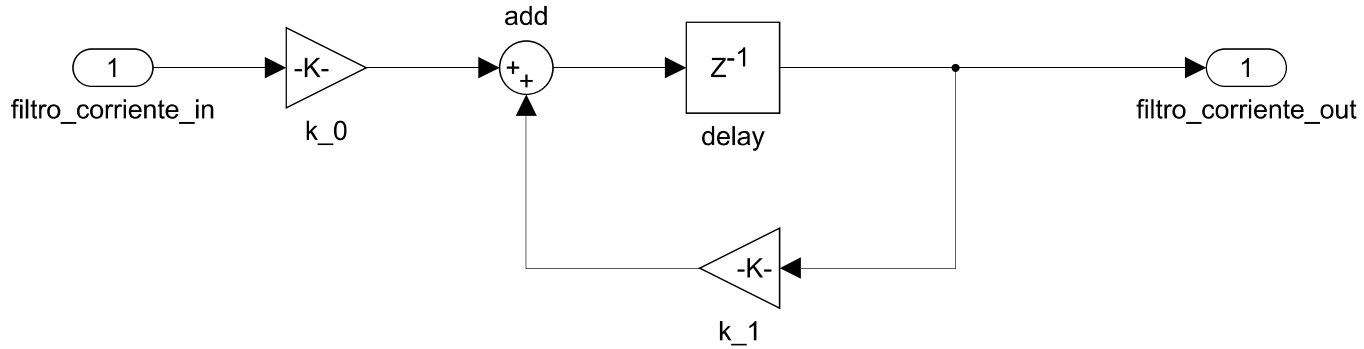 add
1
-K-
+
+
Z-1
1
filtro_corriente_in
k_0
delay
filtro_corriente_out
-K-
k_1